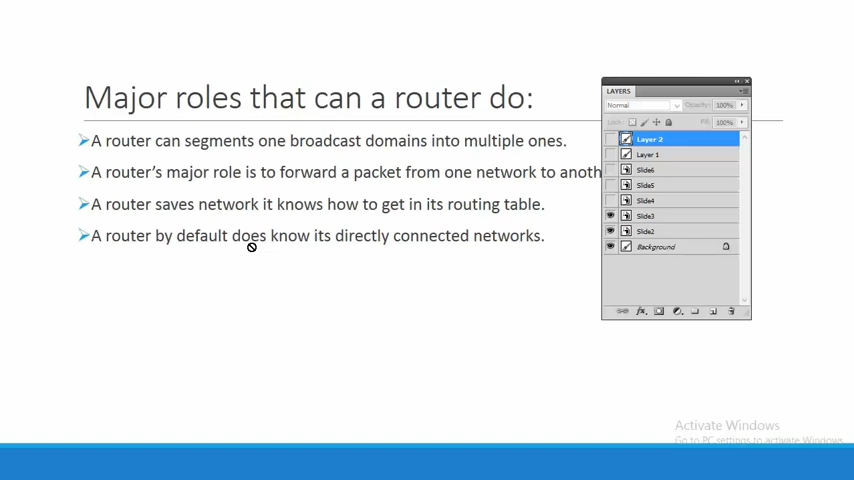 Major roles that can a router do:
A router can segments one broadcast domains into multiple ones.
A router's major role is to forward a packet from one network to anoth
A router saves network it knows how to get in its routing table.
A router by default does know its directly connected networks.
LAYERS
Normal Opacity: 100%
Lock: Fill: 100%
Layer 2
Layer 1
Slide6
Slide5
Slide4
Slide3
Slide2
Background
fx
Activate Windows
Go to PC settings to activate Windows.